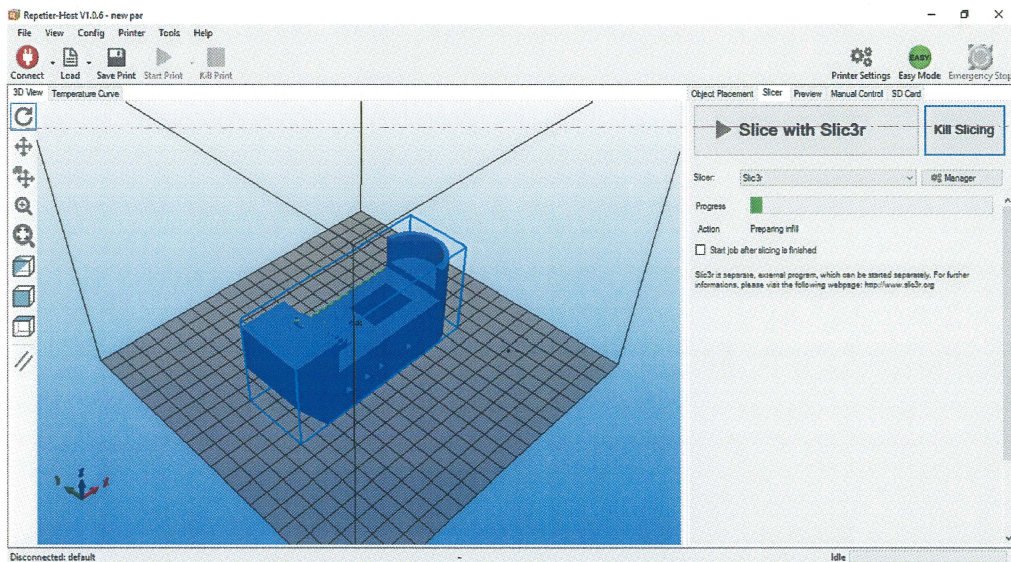 Repetier-Host V1.0.6 - new par
File View Config Printer Tools Help
Connect Load Save Print Start Print Kill Print
Printer Settings Easy Mode Emergency Stop
EASY
3D View Temperature Curve
Object Placement Slicer Preview Manual Control SD Card
Slice with Slic3r
Kill Slicing
Slicer: Slic3r Manager
Progress
Action Preparing infill
Start job after slicing is finished
Slic3r is separate, external program, which can be started separately. For further
informations, please visit the following webpage: http://www.slic3r.org
Disconnected: default
-
Idle